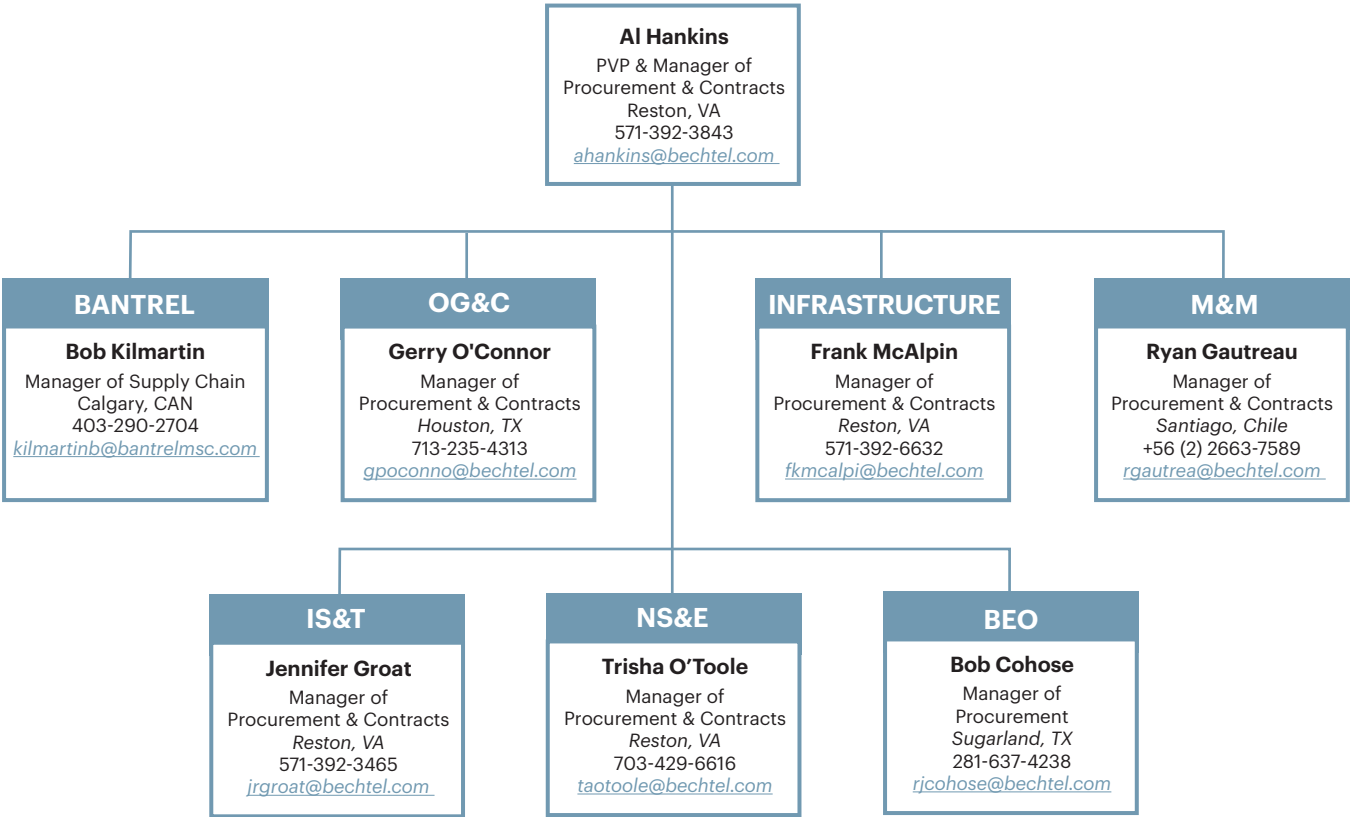 Al Hankins
PVP & Manager of
Procurement & Contracts
Reston, VA
571-392-3843
ahankins@bechtel.com
BANTREL
Bob Kilmartin
Manager of Supply Chain
Calgary, CAN
403-290-2704
kilmartinb@bantrelmsc.com
OG&C
Gerry O'Connor
Manager of
Procurement & Contracts
Houston, TX
713-235-4313
gpoconno@bechtel.com
INFRASTRUCTURE
Frank McAlpin
Manager of
Procurement & Contracts
Reston, VA
571-392-6632
fkmcalpi@bechtel.com
M&M
Ryan Gautreau
Manager of
Procurement & Contracts
Santiago, Chile
+56 (2) 2663-7589
rgautrea@bechtel.com
IS&T
Jennifer Groat
Manager of
Procurement & Contracts
Reston, VA
571-392-3465
jrgroat@bechtel.com
NS&E
Trisha O’Toole
Manager of
Procurement & Contracts
Reston, VA
703-429-6616
taotoole@bechtel.com
BEO
Bob Cohose
Manager of
Procurement
Sugarland, TX
281-637-4238
rjcohose@bechtel.com